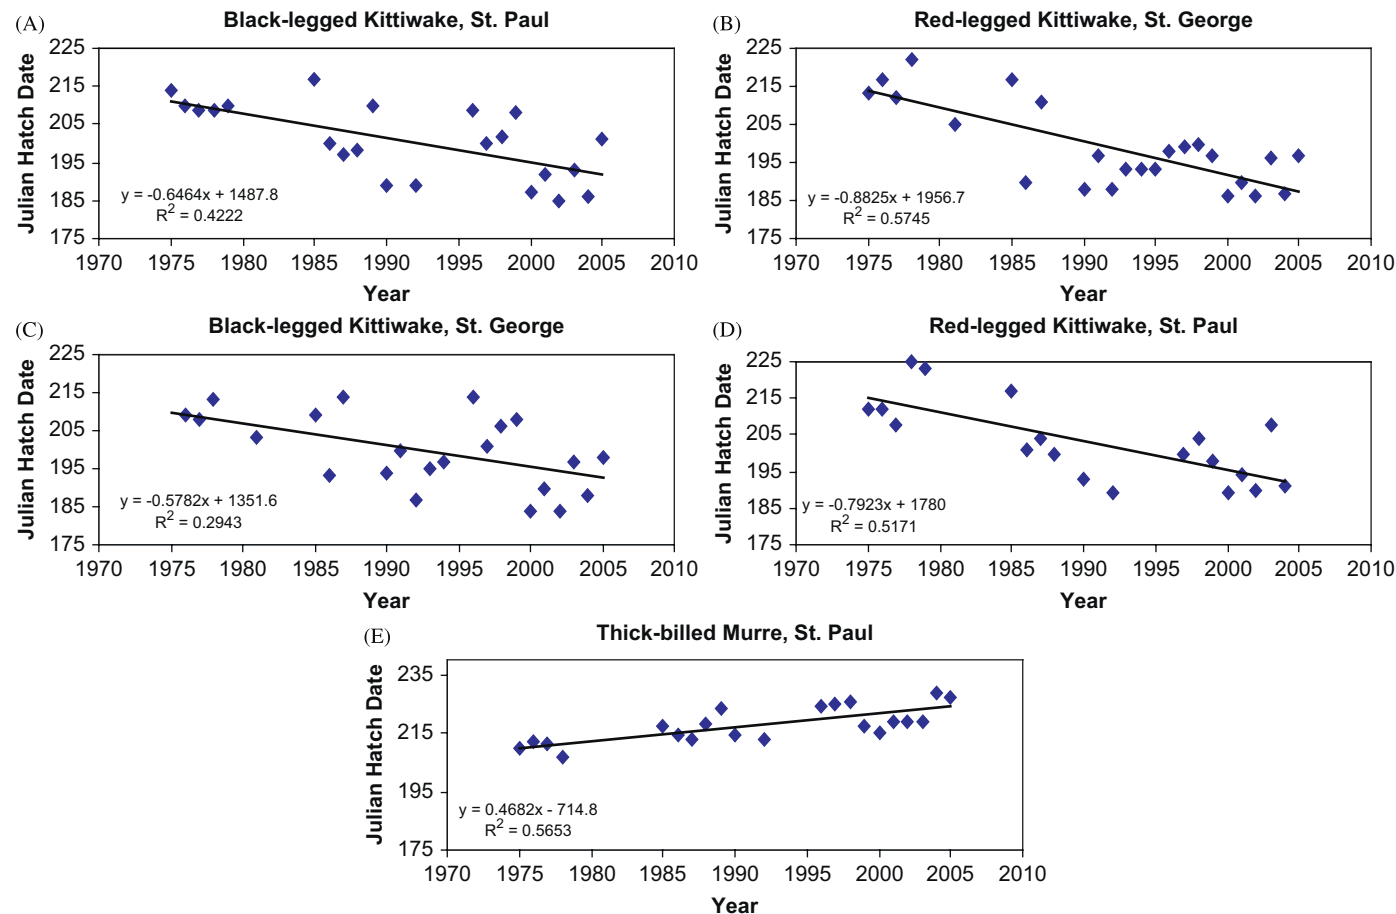 (A)
Black-legged Kittiwake, St. Paul
Julian Hatch Date
225
215
205
195
185
175
y = -0.6464x + 1487.8
R2 = 0.4222
1970 1975 1980 1985 1990 1995 2000 2005 2010
Year
(B)
Red-legged Kittiwake, St. George
Julian Hatch Date
225
215
205
195
185
175
y = -0.8825x + 1956.7
R2 = 0.5745
1970 1975 1980 1985 1990 1995 2000 2005 2010
Year
(C)
Black-legged Kittiwake, St. George
Julian Hatch Date
225
215
205
195
185
175
y = -0.5782x + 1351.6
R2 = 0.2943
1970 1975 1980 1985 1990 1995 2000 2005 2010
Year
(D)
Red-legged Kittiwake, St. Paul
Julian Hatch Date
225
215
205
195
185
175
y = -0.7923x + 1780
R2 = 0.5171
1970 1975 1980 1985 1990 1995 2000 2005 2010
Year
(E)
Thick-billed Murre, St. Paul
Julian Hatch Date
235
215
195
175
y = 0.4682x - 714.8
R2 = 0.5653
1970 1975 1980 1985 1990 1995 2000 2005 2010
Year